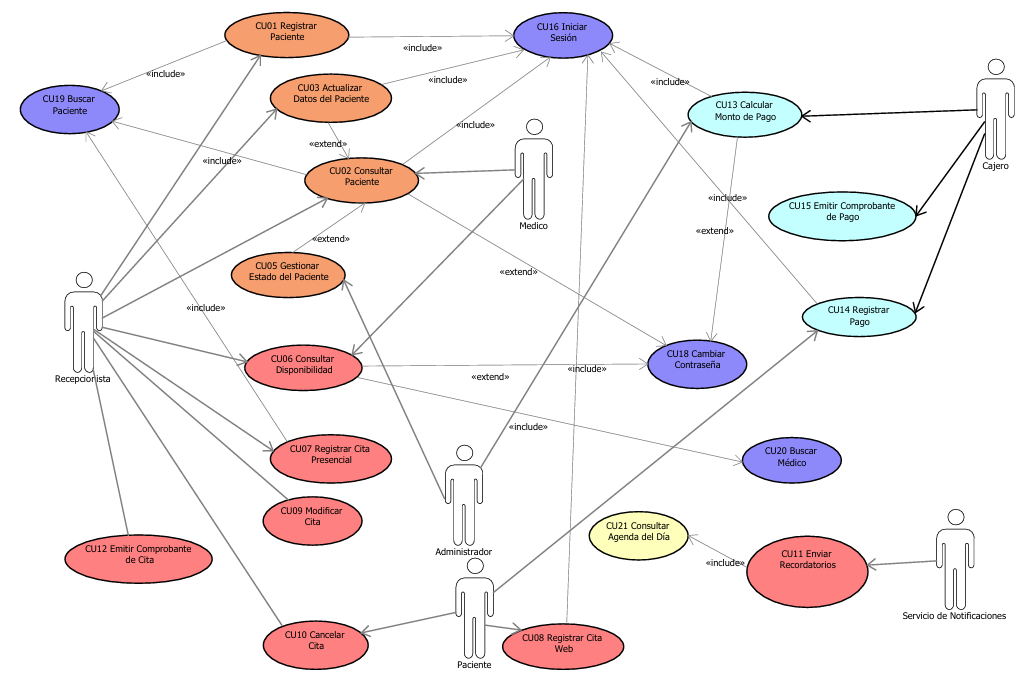 CU01 Registrar
Paciente
CU16 Iniciar
Sesión
«include»
«include»
«include»
«include»
CU03 Actualizar
Datos del Paciente
CU19 Buscar
Paciente
CU13 Calcular
Monto de Pago
«include»
«extend»
«include»
Cajero
CU02 Consultar
Paciente
«include»
CU15 Emitir Comprobante
de Pago
Medico
«extend»
«extend»
CU05 Gestionar
Estado del Paciente
«extend»
«include»
CU14 Registrar
Pago
CU06 Consultar
Disponibilidad
CU18 Cambiar
Contraseña
«include»
«extend»
Recepcionista
«include»
CU07 Registrar Cita
Presencial
CU20 Buscar
Médico
CU09 Modificar
Cita
CU21 Consultar
Agenda del Día
CU12 Emitir Comprobante
de Cita
Administrador
CU11 Enviar
Recordatorios
«include»
Servicio de Notificaciones
CU10 Cancelar
Cita
CU08 Registrar Cita
Web
Paciente